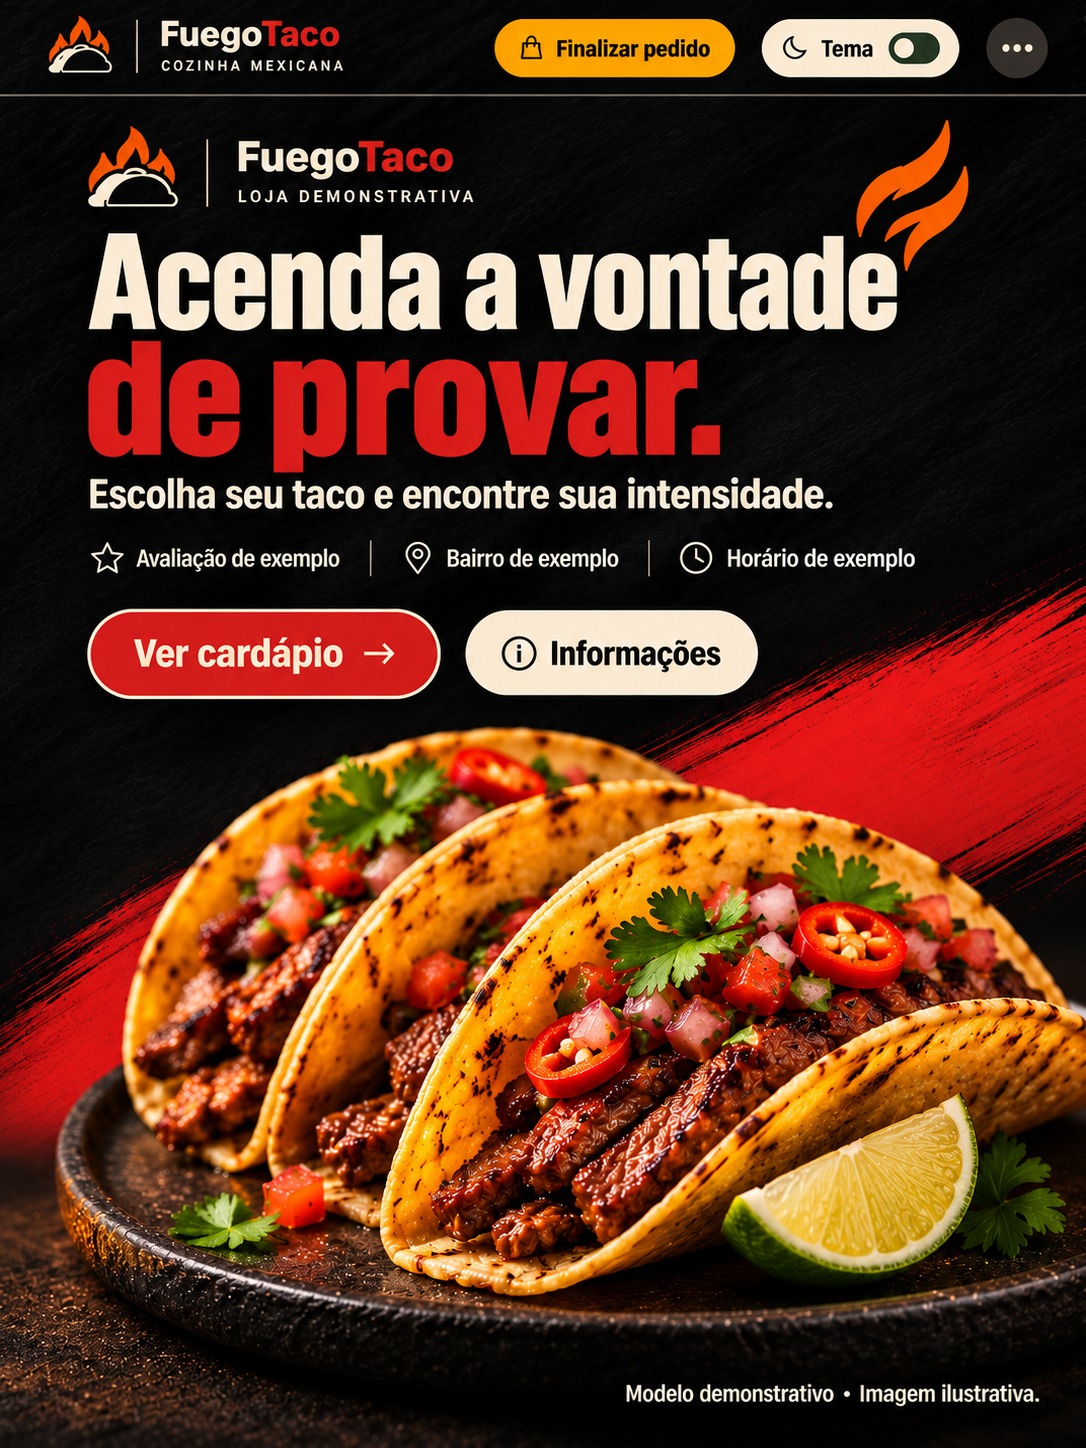 FuegoTaco
COZINHA MEXICANA
Finalizar pedido
Tema
FuegoTaco
LOJA DEMONSTRATIVA
Acenda a vontade
de provar.
Escolha seu taco e encontre sua intensidade.
Avaliação de exemplo
Bairro de exemplo
Horário de exemplo
Ver cardápio →
Informações
Modelo demonstrativo • Imagem ilustrativa.